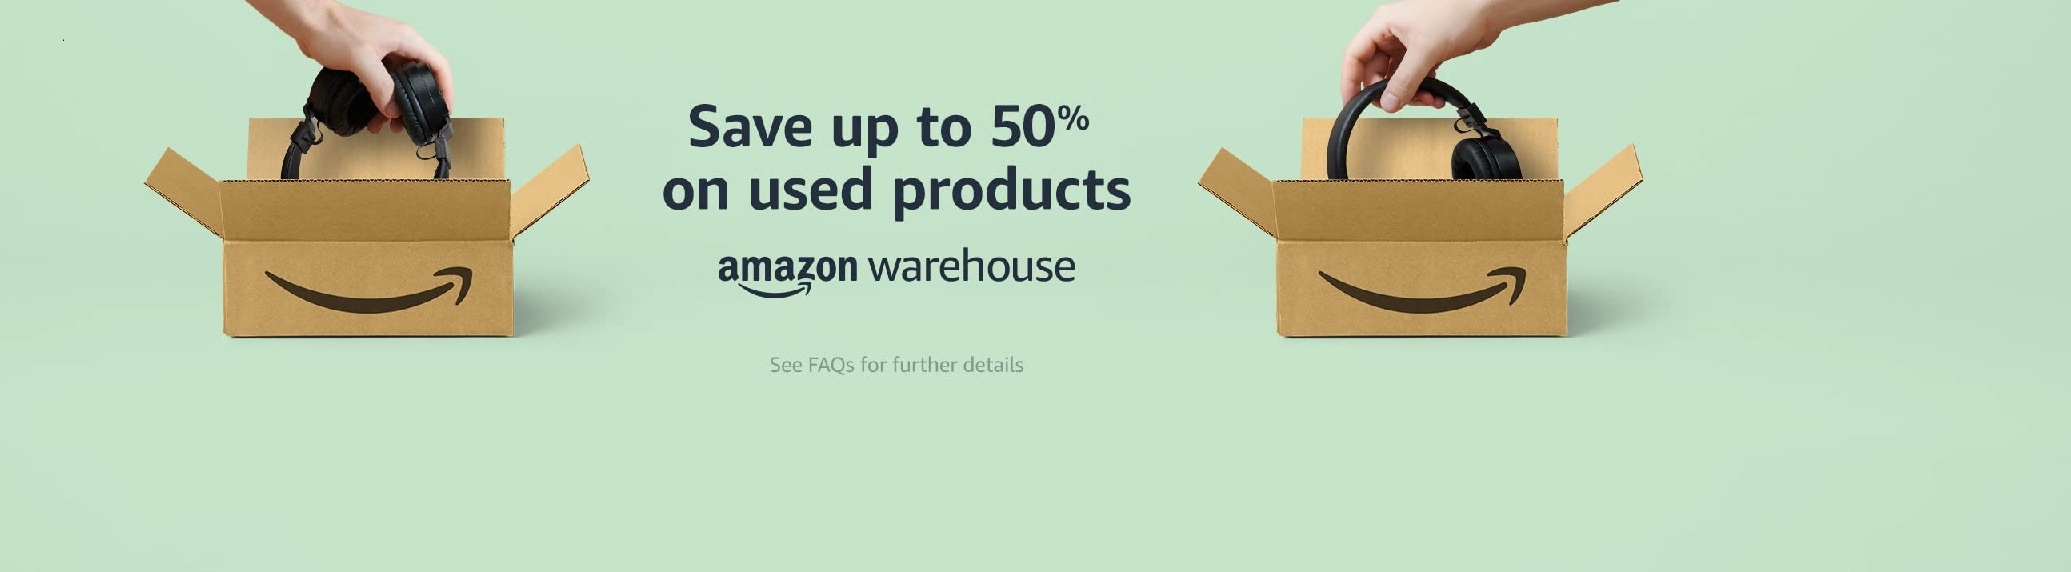 Save up to 50%
on used products
amazon warehouse
See FAQs for further details